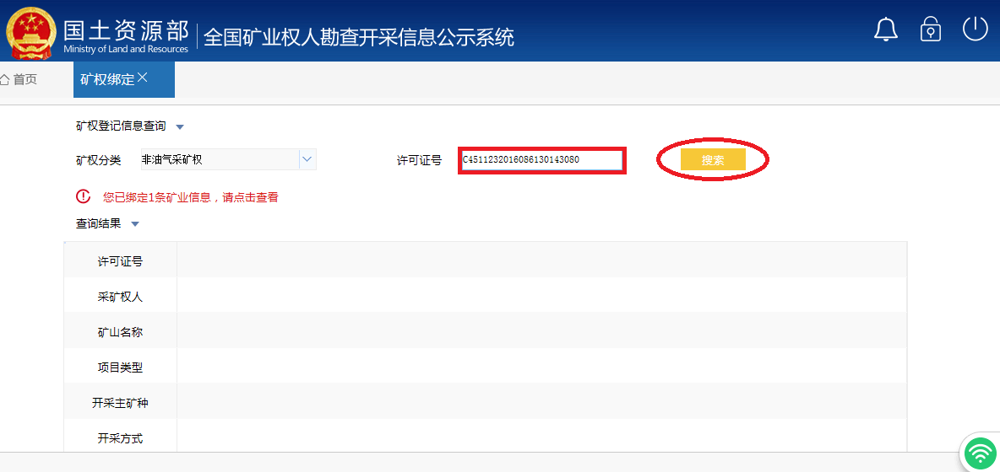 国土资源部
Ministry of Land and Resources
全国矿业权人勘查开采信息公示系统
首页
矿权绑定
矿权登记信息查询
矿权分类 非油气采矿权 许可证号 C4511232016086130143080 搜索
您已绑定1条矿业信息，请点击查看
查询结果
许可证号
采矿权人
矿山名称
项目类型
开采主矿种
开采方式